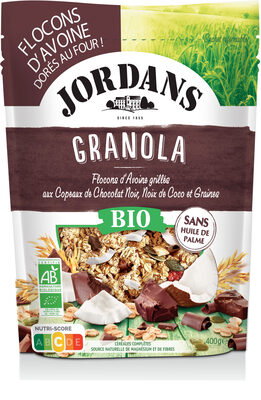 FLOCONS
D'AVOINE
DORÉS AU FOUR !
JORDANS
SINCE 1855
GRANOLA
Flocons d'Avoine grillés
aux Copeaux de Chocolat Noir, Noix de Coco et Graines
BIO
SANS
HUILE DE
PALME
AB
NUTRI-SCORE
A B C D E
400g
CÉRÉALES COMPLÈTES
SOURCE NATURELLE DE MAGNÉSIUM ET DE FIBRES